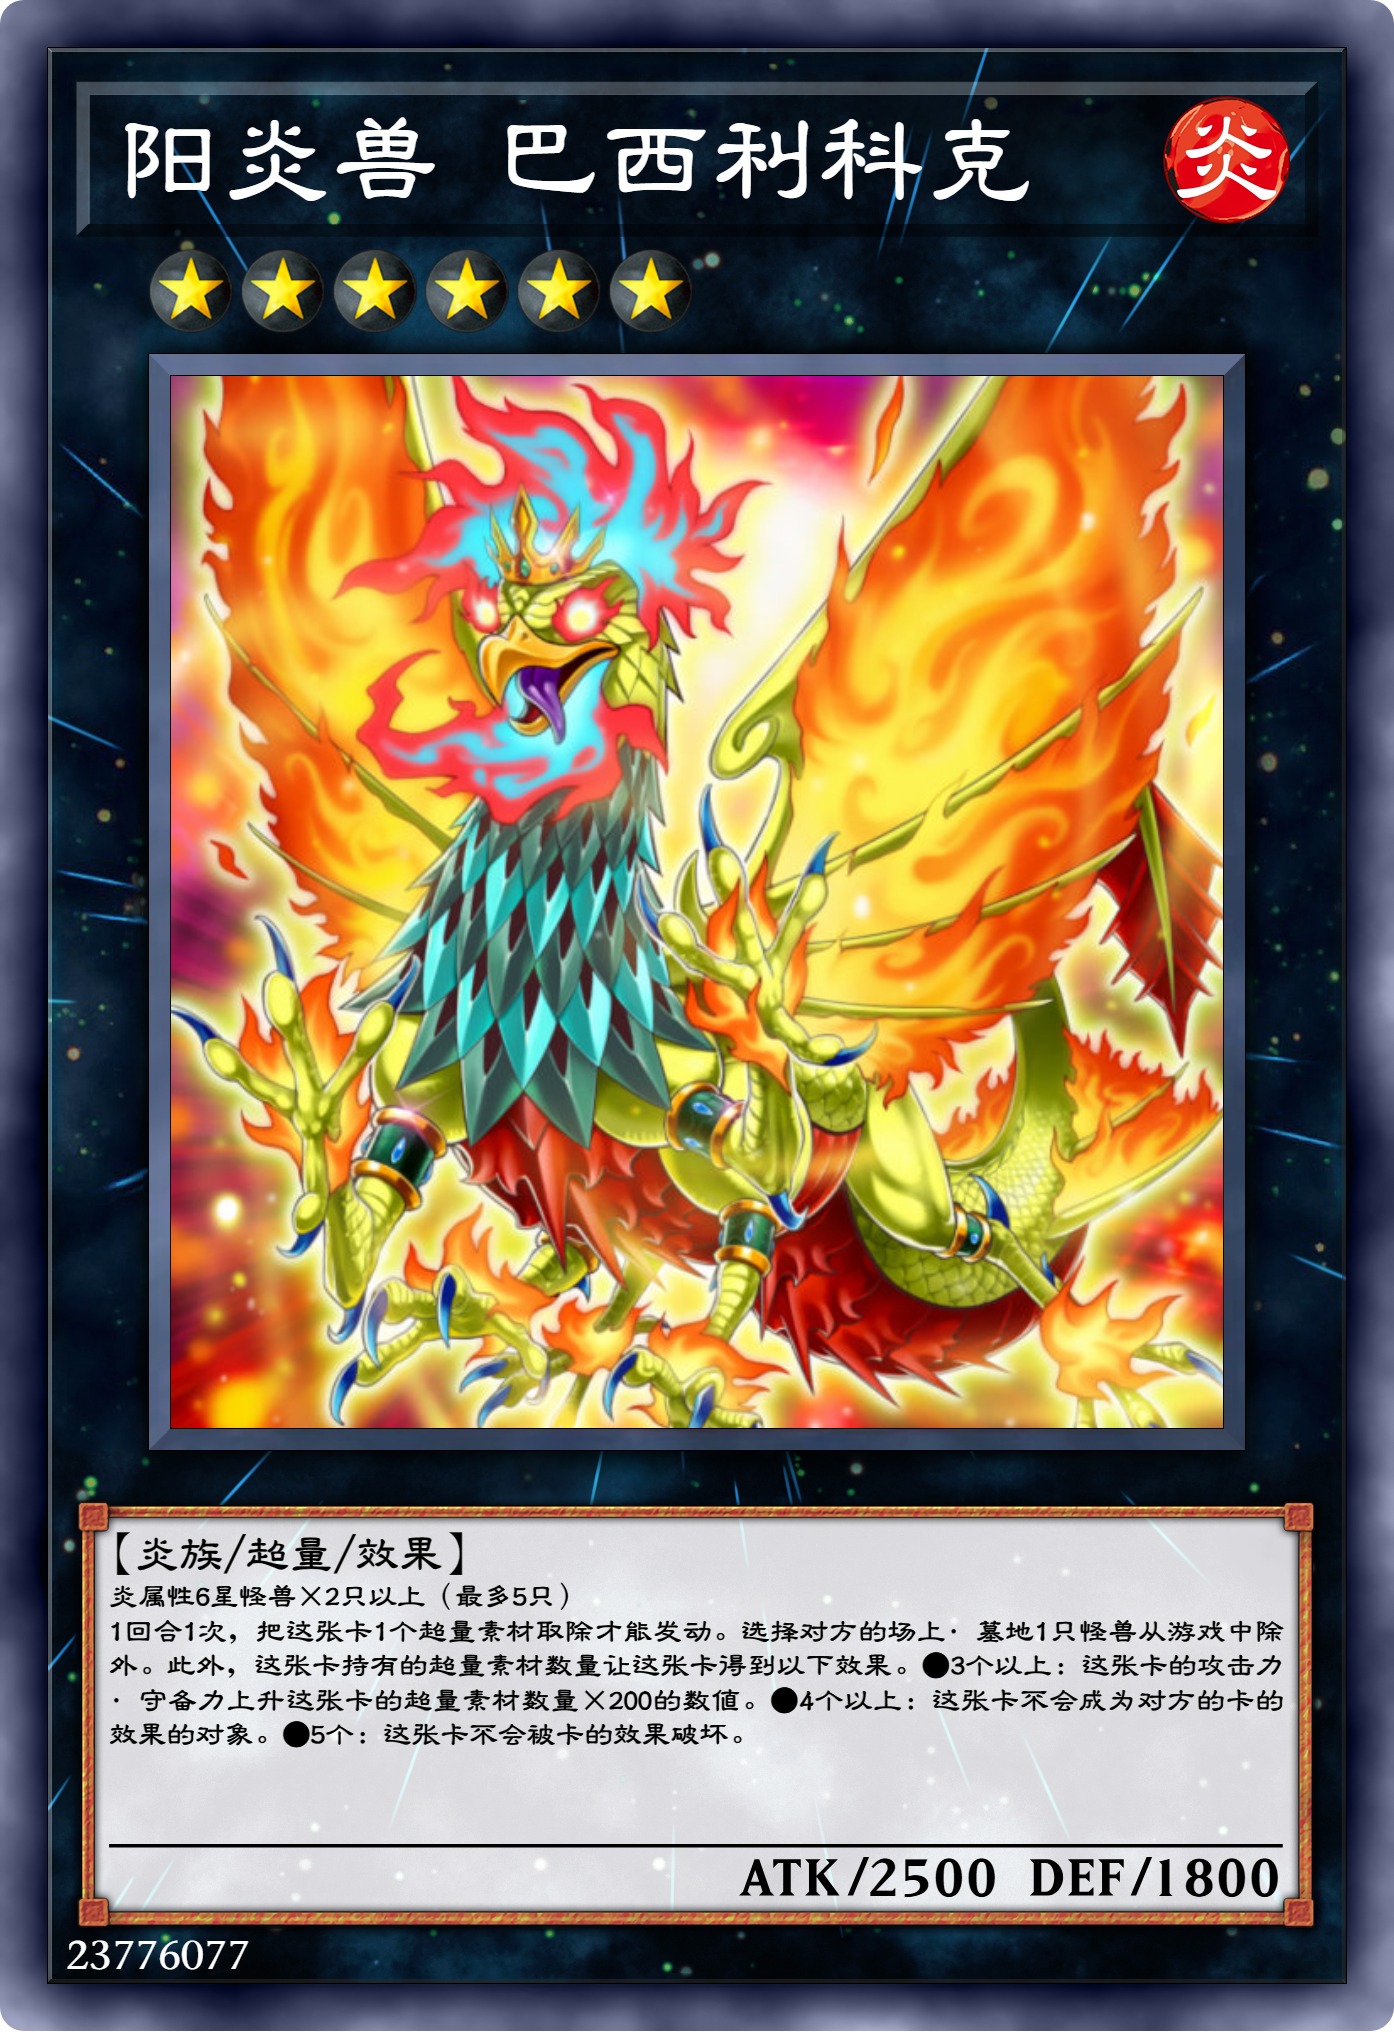 阳炎兽 巴西利科克 炎
【炎族/超量/效果】
炎属性6星怪兽×2只以上（最多5只）
1回合1次，把这张卡1个超量素材取除才能发动。选择对方的场上·墓地1只怪兽从游戏中除
外。此外，这张卡持有的超量素材数量让这张卡得到以下效果。●3个以上：这张卡的攻击力
·守备力上升这张卡的超量素材数量×200的数值。●4个以上：这张卡不会成为对方的卡的
效果的对象。●5个：这张卡不会被卡的效果破坏。
ATK/2500 DEF/1800
23776077